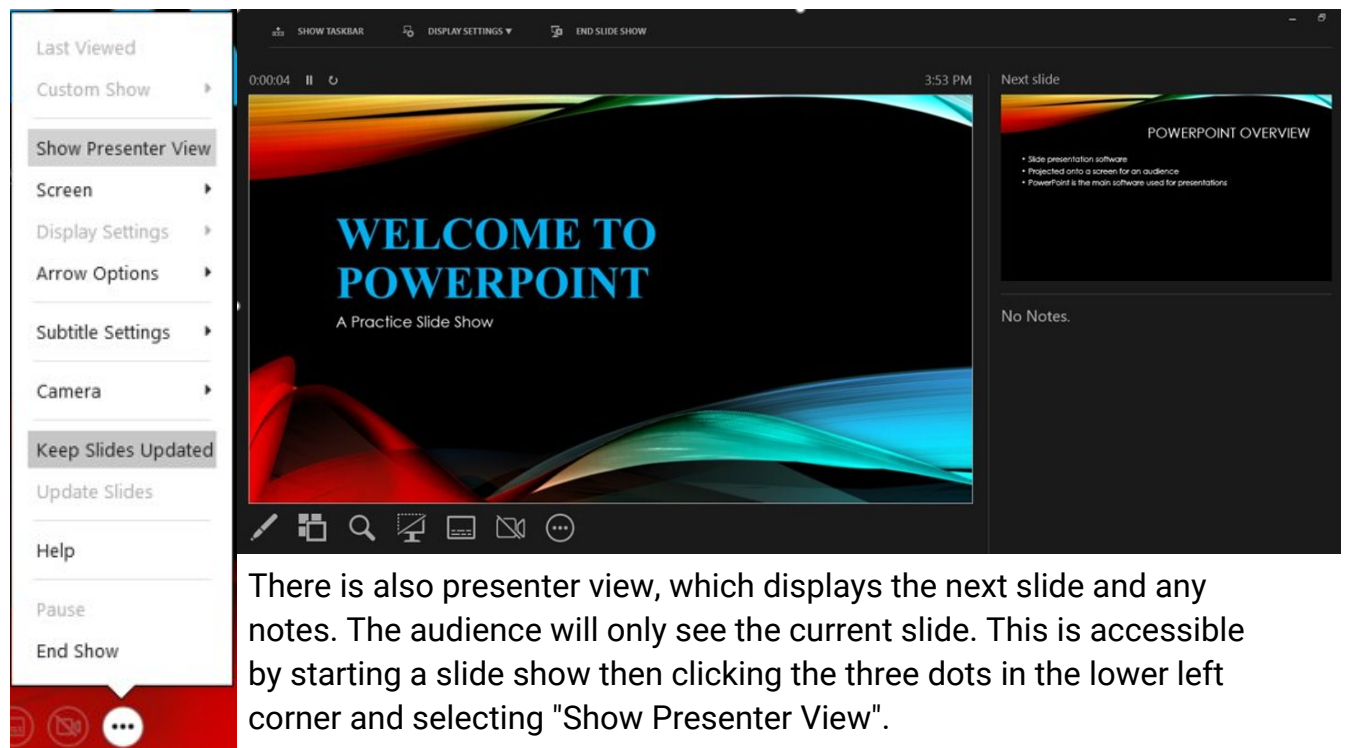 Last Viewed
Custom Show
Show Presenter View
Screen
Display Settings
Arrow Options
Subtitle Settings
Camera
Keep Slides Updated
Update Slides
Help
Pause
End Show
SHOW TASKBAR DISPLAY SETTINGS ▼ END SLIDE SHOW
0:00:04 3:53 PM Next slide
WELCOME TO
POWERPOINT
A Practice Slide Show
POWERPOINT OVERVIEW
• Slide presentation software
• Projected onto a screen for an audience
• PowerPoint is the main software used for presentations
No Notes.
There is also presenter view, which displays the next slide and any
notes. The audience will only see the current slide. This is accessible
by starting a slide show then clicking the three dots in the lower left
corner and selecting "Show Presenter View".